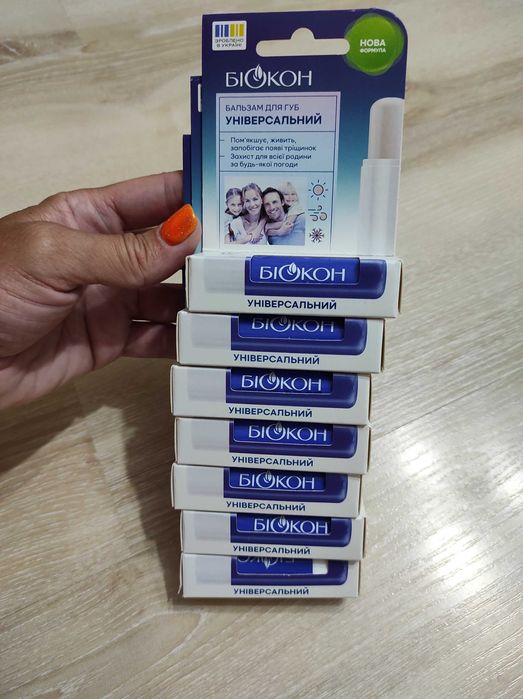 ЗРОБЛЕНО
В УКРАЇНІ
НОВА
ФОРМУЛА
БІОКОН
БАЛЬЗАМ ДЛЯ ГУБ
УНІВЕРСАЛЬНИЙ
– Пом'якшує, живить,
запобігає появі тріщинок
– Захист для всієї родини
за будь-якої погоди
БІОКОН
УНІВЕРСАЛЬНИЙ
БІОКОН
УНІВЕРСАЛЬНИЙ
БІОКОН
УНІВЕРСАЛЬНИЙ
БІОКОН
УНІВЕРСАЛЬНИЙ
БІОКОН
УНІВЕРСАЛЬНИЙ
БІОКОН
УНІВЕРСАЛЬНИЙ
БІОКО
УНІВЕРСАЛЬНИЙ